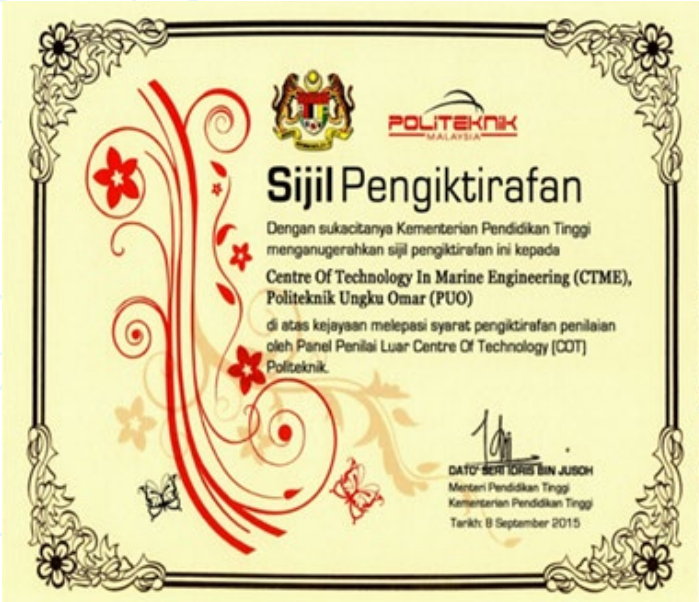 POLITEKNIK
MALAYSIA
Sijil Pengiktirafan
Dengan sukacitanya Kementerian Pendidikan Tinggi
menganugerahkan sijil pengiktirafan ini kepada
Centre Of Technology In Marine Engineering (CTME),
Politeknik Ungku Omar (PUO)
di atas kejayaan melepasi syarat pengiktirafan penilaian
oleh Panel Penilai Luar Centre Of Technology (COT)
Politeknik.
DATO' SERI IDRIS BIN JUSOH
Menteri Pendidikan Tinggi
Kementerian Pendidikan Tinggi
Tarikh: 8 September 2015